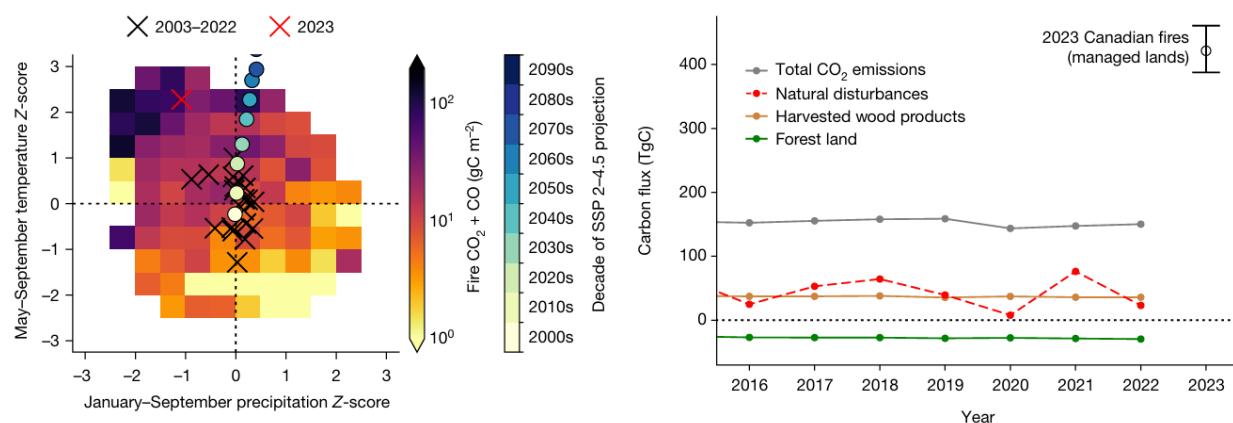 2003–2022
2023
May–September temperature Z-score
3
2
1
0
−1
−2
−3
−3
−2
−1
0
1
2
3
January–September precipitation Z-score
10²
10¹
10⁰
Fire CO₂ + CO (gC m⁻²)
2090s
2080s
2070s
2060s
2050s
2040s
2030s
2020s
2010s
2000s
Decade of SSP 2–4.5 projection
Carbon flux (TgC)
400
300
200
100
0
2023 Canadian fires
(managed lands)
Total CO₂ emissions
Natural disturbances
Harvested wood products
Forest land
2016
2017
2018
2019
2020
2021
2022
2023
Year